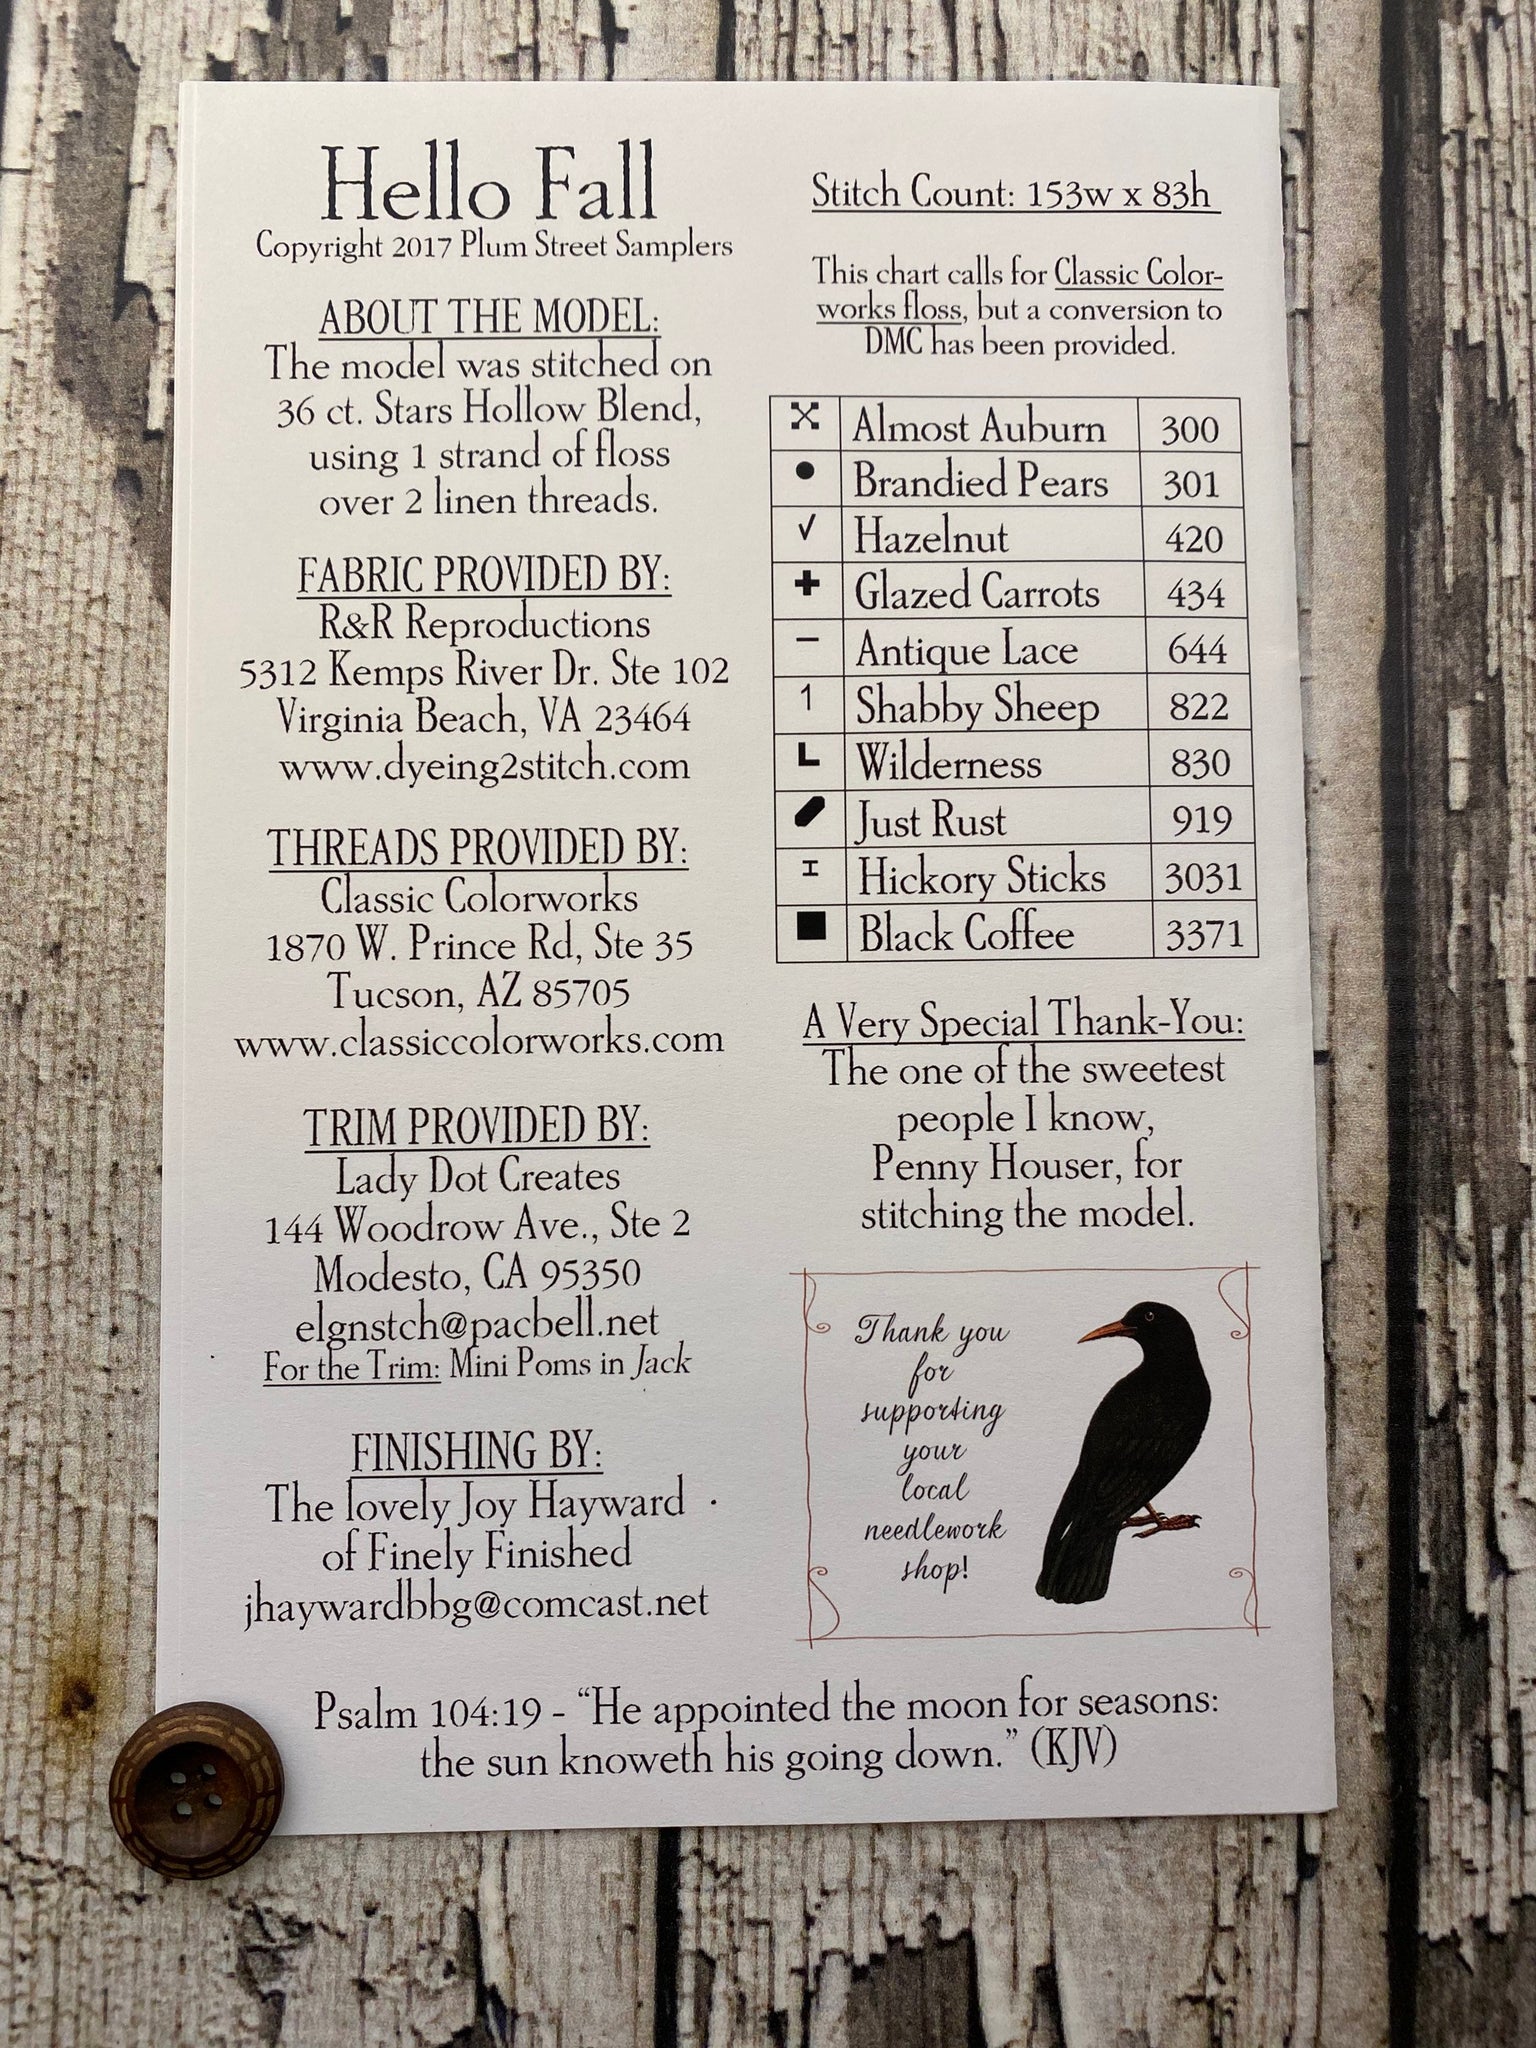 Hello Fall
Copyright 2017 Plum Street Samplers
ABOUT THE MODEL:
The model was stitched on
36 ct. Stars Hollow Blend,
using 1 strand of floss
over 2 linen threads.
FABRIC PROVIDED BY:
R&R Reproductions
5312 Kemps River Dr. Ste 102
Virginia Beach, VA 23464
www.dyeing2stitch.com
THREADS PROVIDED BY:
Classic Colorworks
1870 W. Prince Rd, Ste 35
Tucson, AZ 85705
www.classiccolorworks.com
TRIM PROVIDED BY:
Lady Dot Creates
144 Woodrow Ave., Ste 2
Modesto, CA 95350
elgnstch@pacbell.net
For the Trim: Mini Poms in Jack
FINISHING BY:
The lovely Joy Hayward
of Finely Finished
jhaywardbbg@comcast.net
Stitch Count: 153w x 83h
This chart calls for Classic Color-
works floss, but a conversion to
DMC has been provided.
Almost Auburn 300
Brandied Pears 301
√ Hazelnut 420
Glazed Carrots 434
Antique Lace 644
1 Shabby Sheep 822
Wilderness 830
Just Rust 919
Hickory Sticks 3031
Black Coffee 3371
A Very Special Thank-You:
The one of the sweetest
people I know,
Penny Houser, for
stitching the model.
Thank you
for
supporting
your
local
needlework
shop!
Psalm 104:19 - “He appointed the moon for seasons:
the sun knoweth his going down.” (KJV)